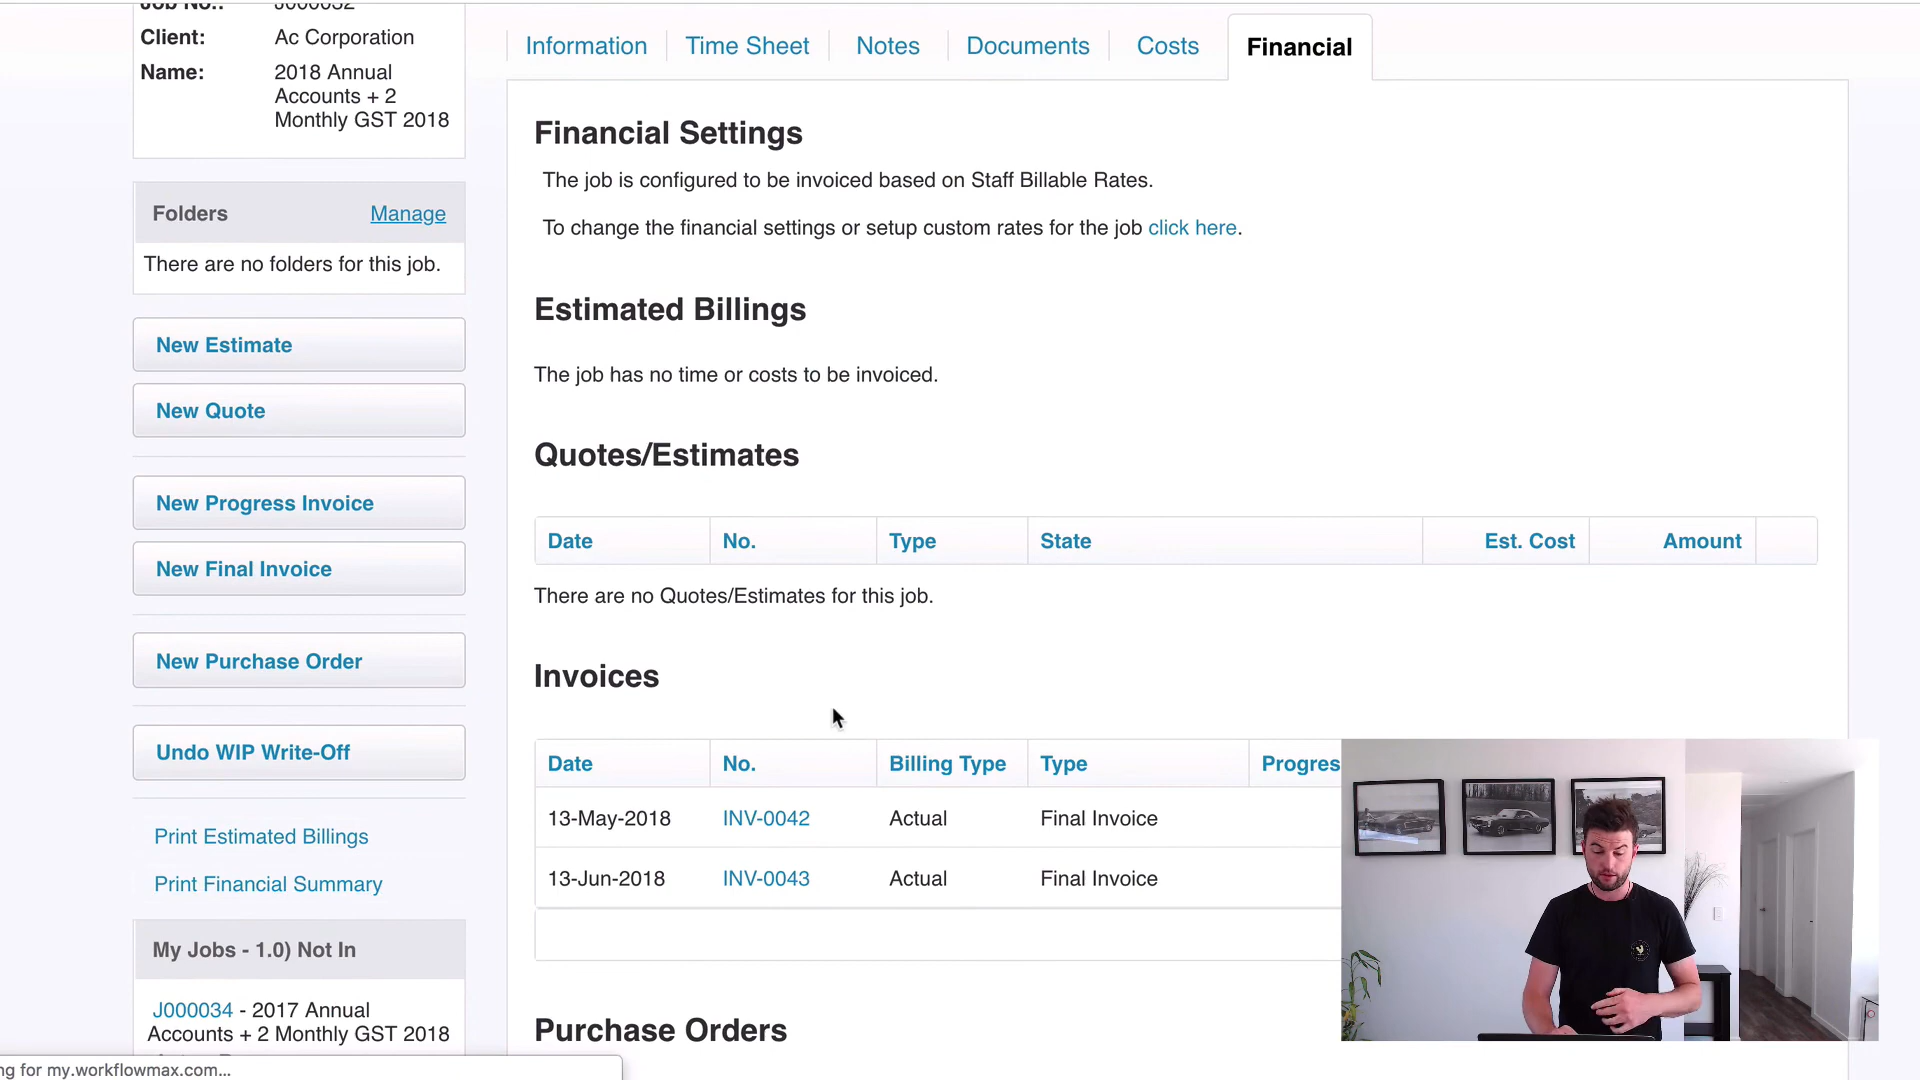 Job No.: J000032
Client: Ac Corporation
Name: 2018 Annual
Accounts + 2
Monthly GST 2018
Folders Manage
There are no folders for this job.
New Estimate
New Quote
New Progress Invoice
New Final Invoice
New Purchase Order
Undo WIP Write-Off
Print Estimated Billings
Print Financial Summary
My Jobs - 1.0) Not In
J000034 - 2017 Annual
Accounts + 2 Monthly GST 2018
ng for my.workflowmax.com...
Information Time Sheet Notes Documents Costs Financial
Financial Settings
The job is configured to be invoiced based on Staff Billable Rates.
To change the financial settings or setup custom rates for the job click here.
Estimated Billings
The job has no time or costs to be invoiced.
Quotes/Estimates
Date No. Type State Est. Cost Amount
There are no Quotes/Estimates for this job.
Invoices
Date No. Billing Type Type Progres
13-May-2018 INV-0042 Actual Final Invoice
13-Jun-2018 INV-0043 Actual Final Invoice
Purchase Orders